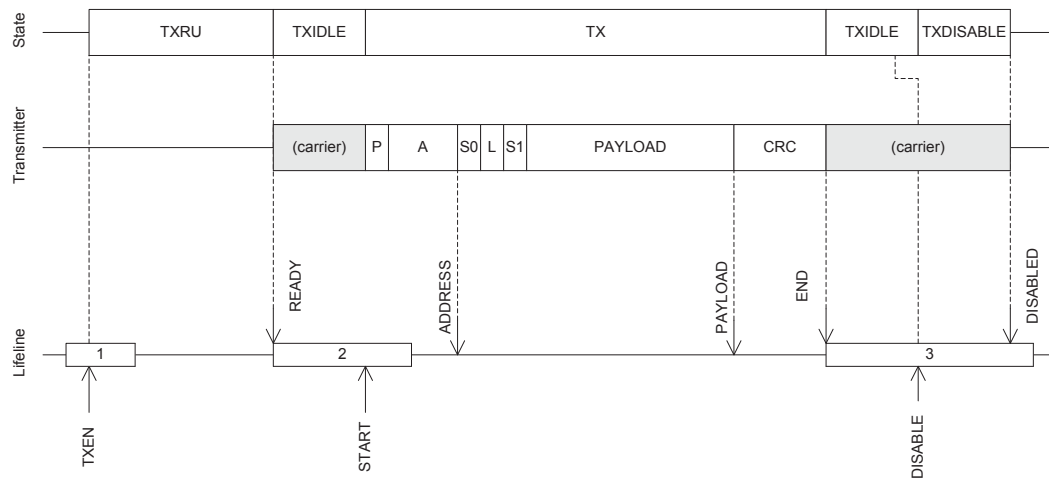 State
TXRU
TXIDLE
TX
TXIDLE
TXDISABLE
Transmitter
(carrier)
P
A
S0
L
S1
PAYLOAD
CRC
(carrier)
READY
ADDRESS
PAYLOAD
END
DISABLED
Lifeline
1
2
3
TXEN
START
DISABLE